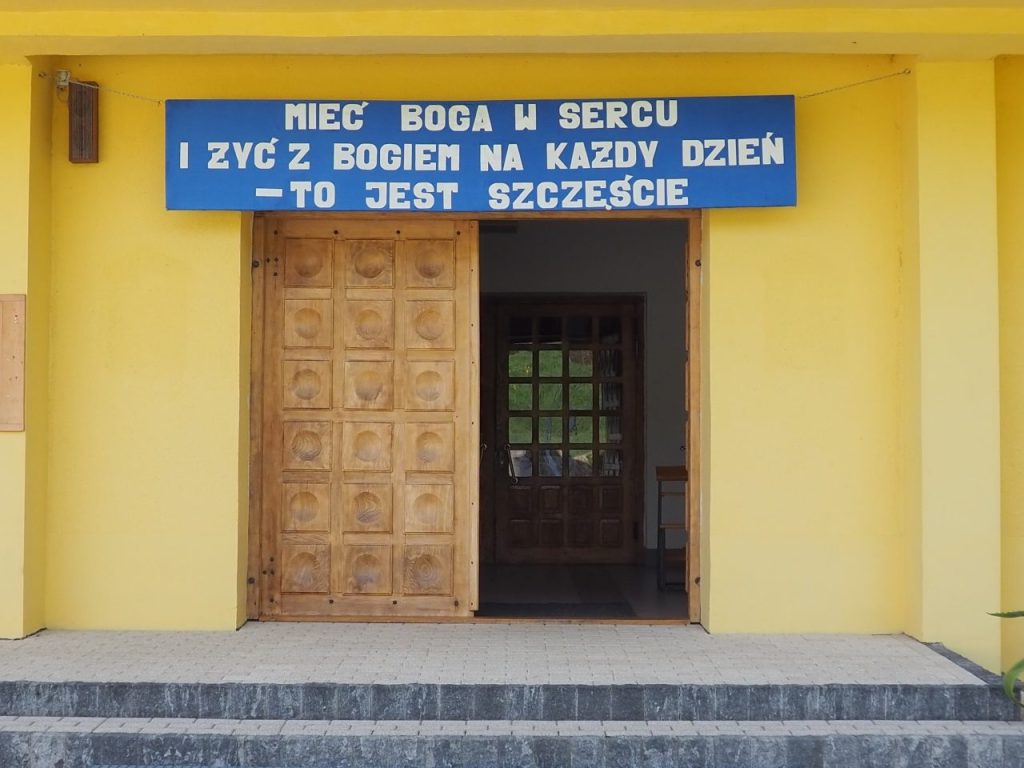 MIEĆ BOGA W SERCU
I ZYĆ Z BOGIEM NA KAZDY DZIEŃ
– TO JEST SZCZĘŚCIE